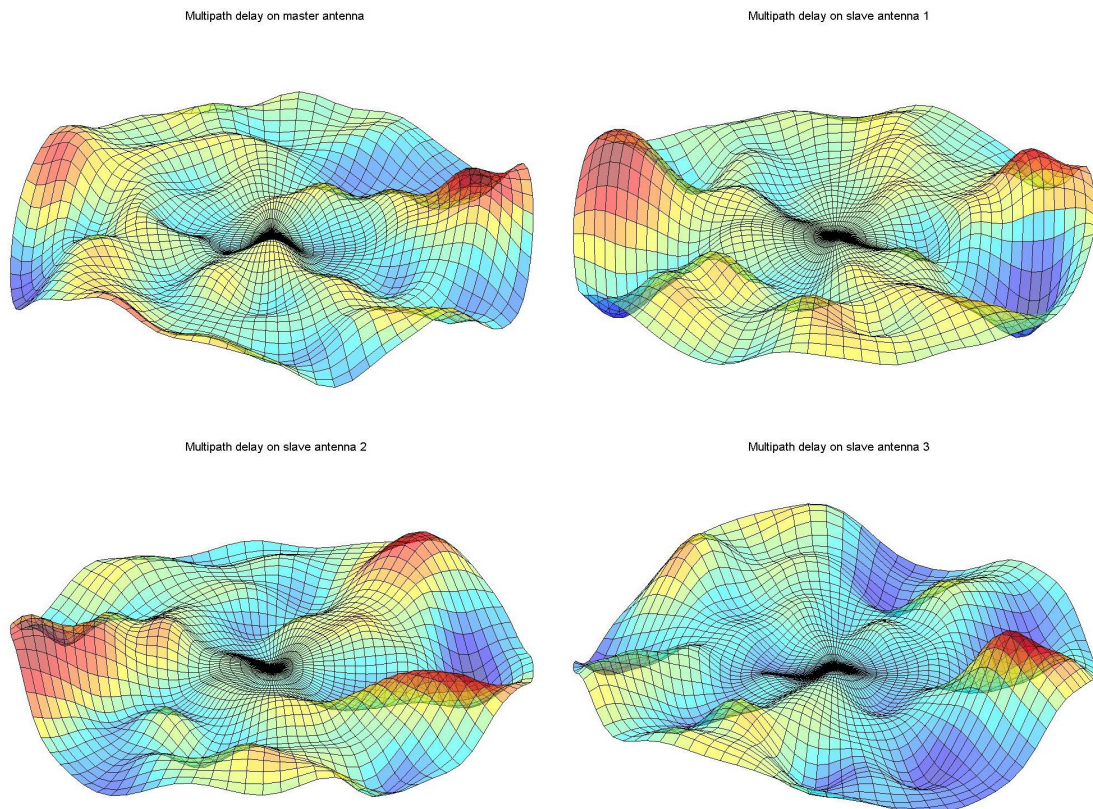 Multipath delay on master antenna
Multipath delay on slave antenna 1
Multipath delay on slave antenna 2
Multipath delay on slave antenna 3